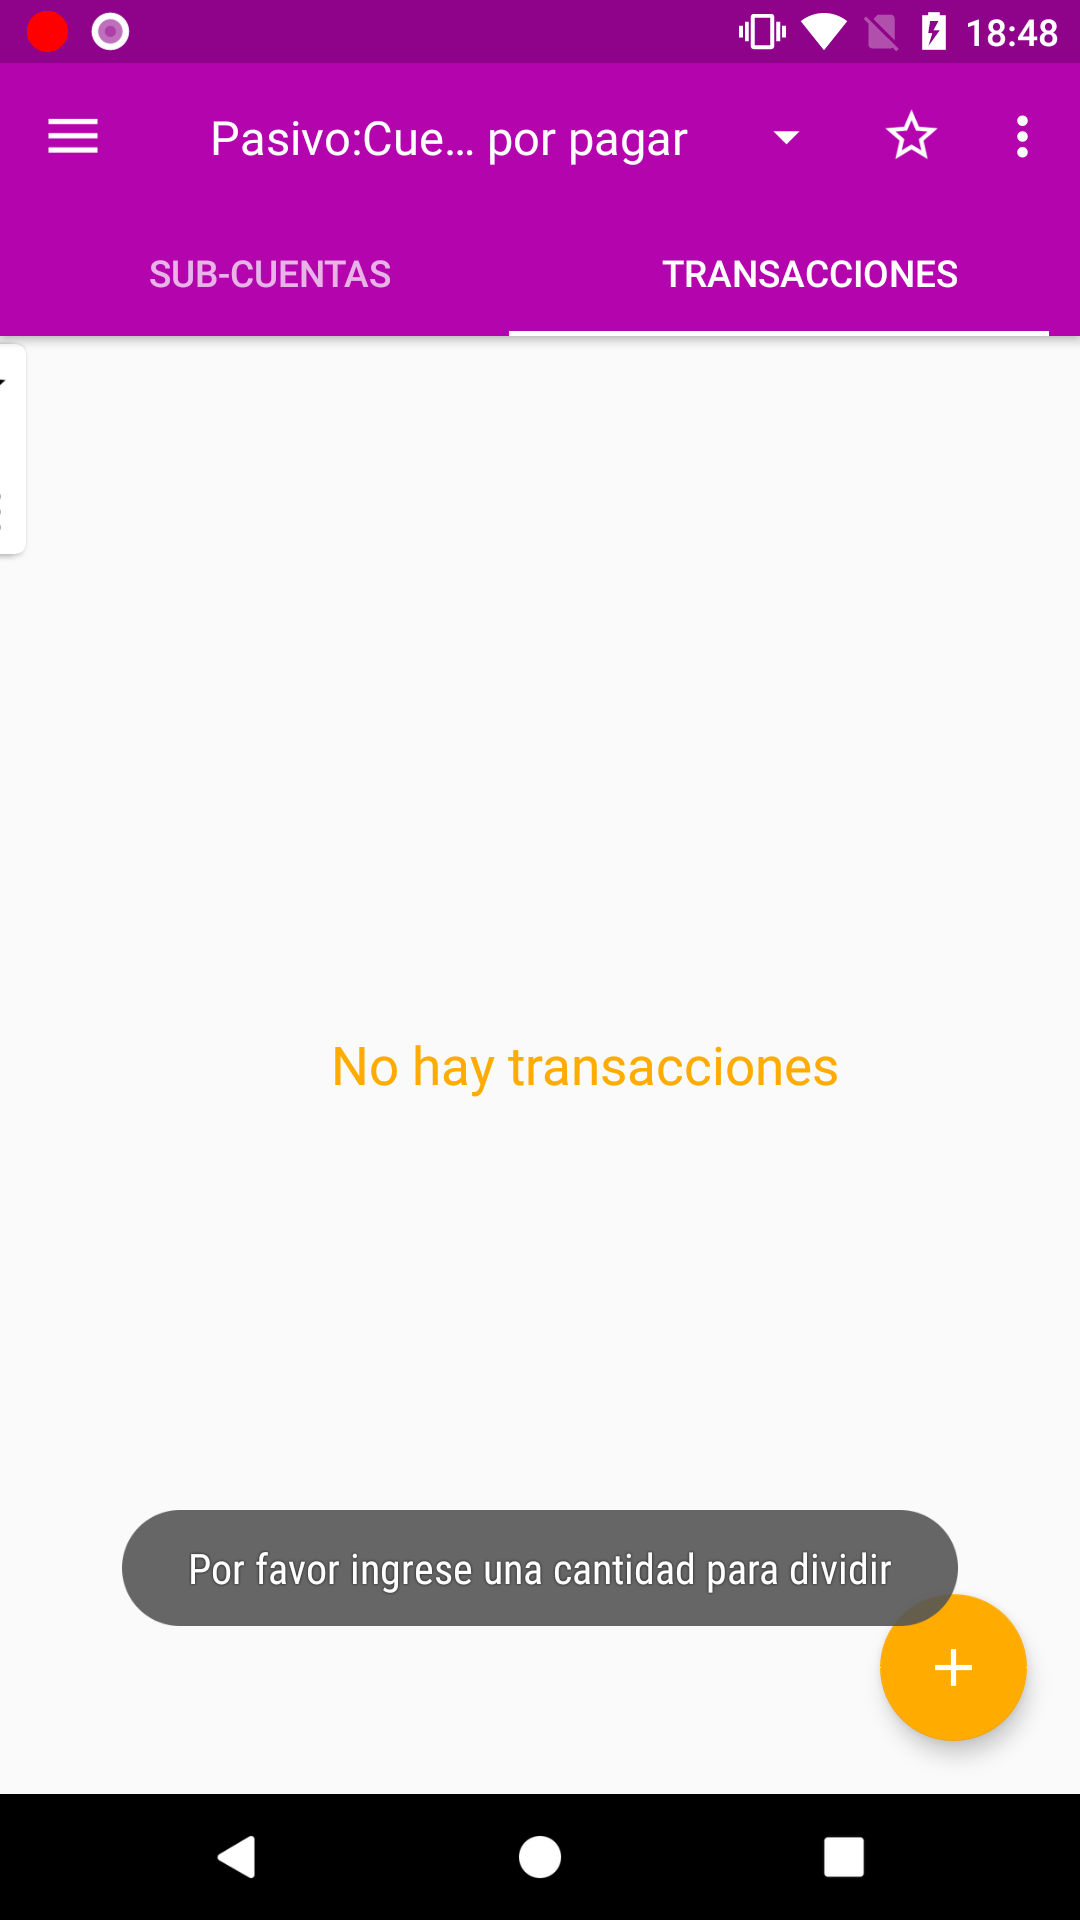 18:48
Pasivo:Cue... por pagar
SUB-CUENTAS
TRANSACCIONES
No hay transacciones
Por favor ingrese una cantidad para dividir